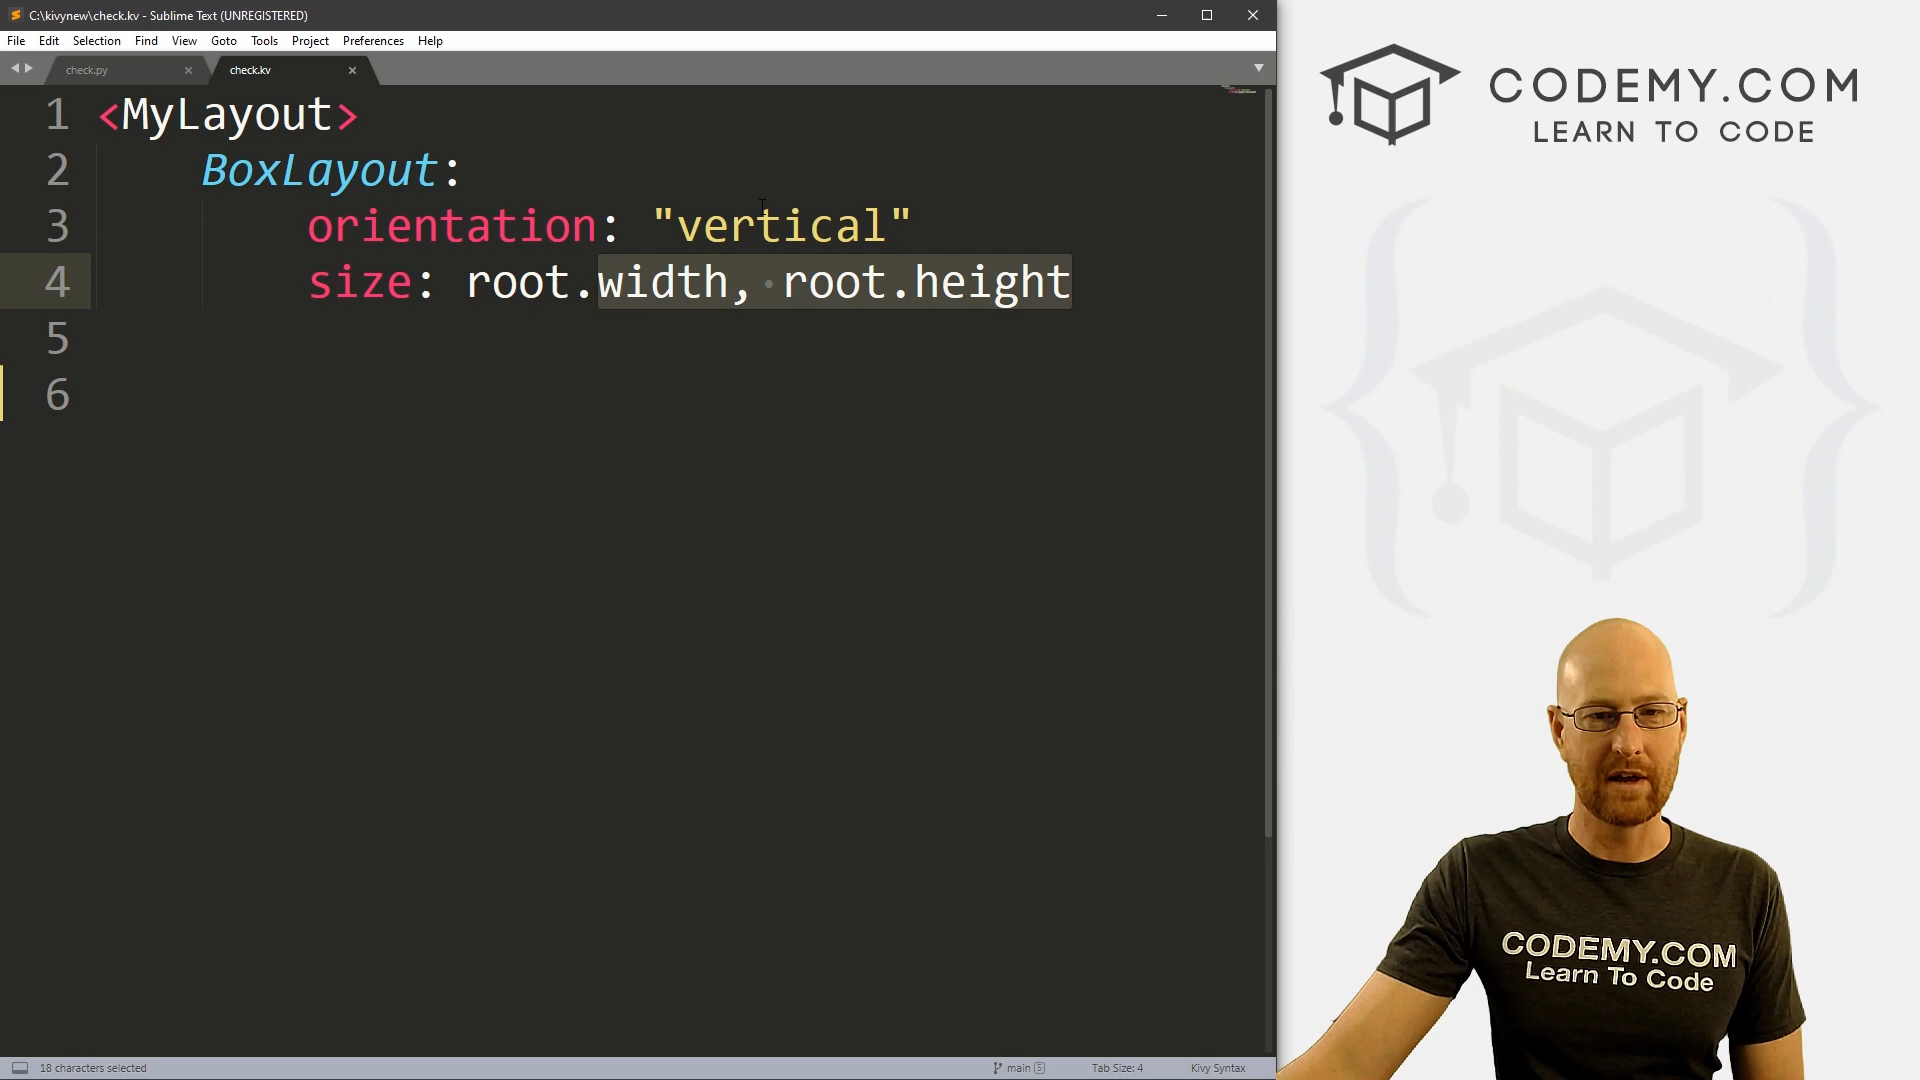 C:\kivynew\check.kv - Sublime Text (UNREGISTERED)
File Edit Selection Find View Goto Tools Project Preferences Help
check.py
check.kv
1 <MyLayout>
2 BoxLayout:
3 orientation: "vertical"
4 size: root.width, root.height
5
6
18 characters selected
main 5
Tab Size: 4
Kivy Syntax
CODEMY.COM
LEARN TO CODE
CODEMY.COM
Learn To Code